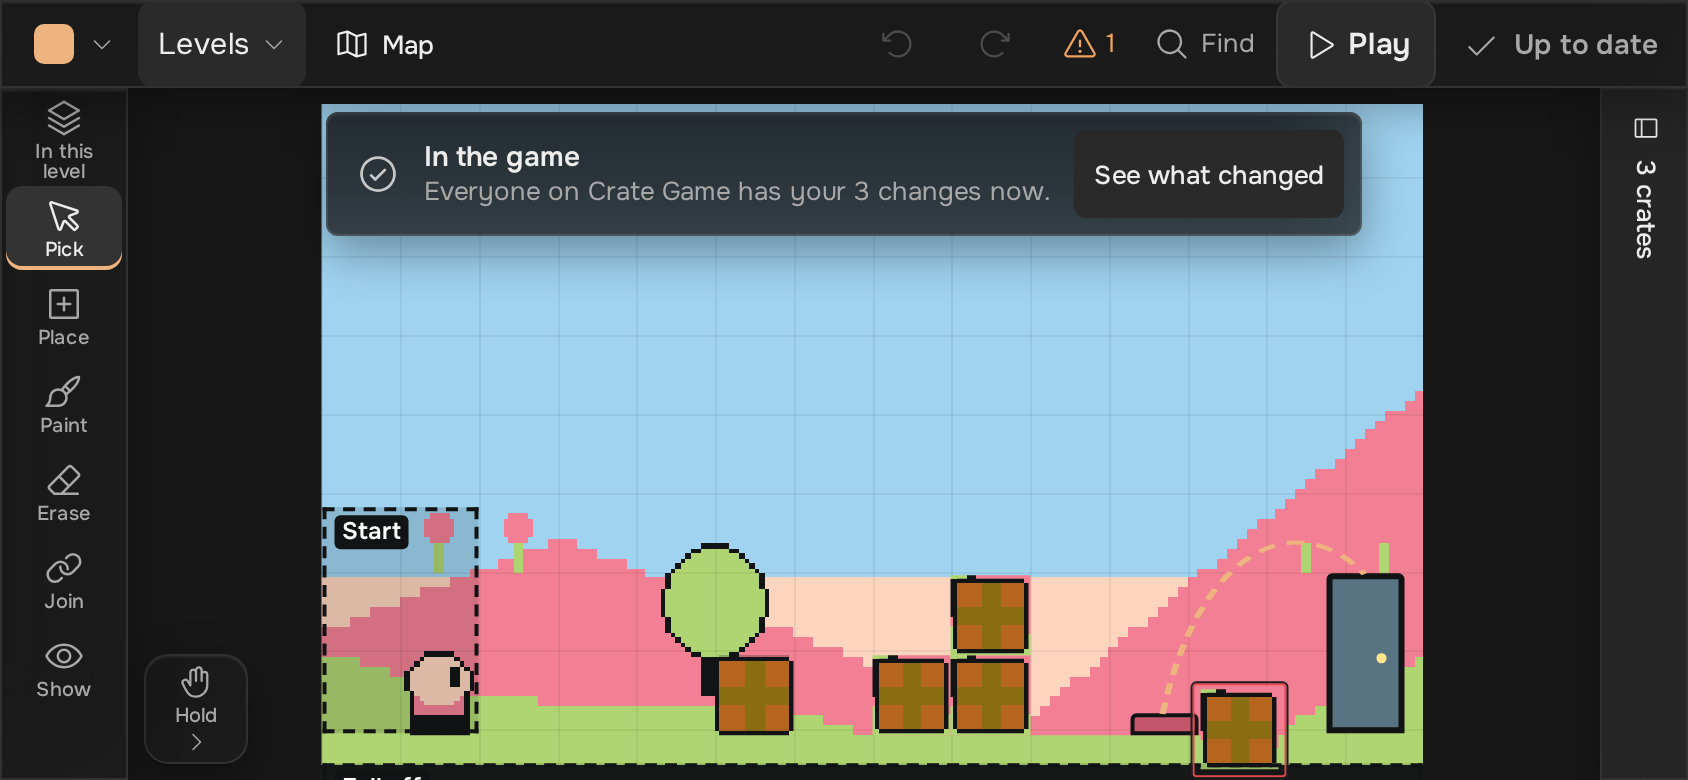 Levels
Map
1
Find
Play
Up to date
In this
level
Pick
Place
Paint
Erase
Join
Show
Hold
In the game
Everyone on Crate Game has your 3 changes now.
See what changed
Start
3 crates